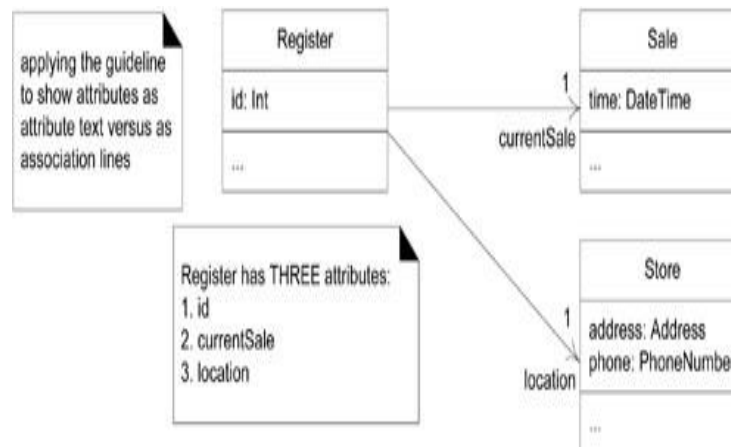 applying the guideline
to show attributes as
attribute text versus as
association lines
Register
id: Int
...
Sale
time: DateTime
...
1
currentSale
Register has THREE attributes:
1. id
2. currentSale
3. location
Store
address: Address
phone: PhoneNumbe
...
1
location